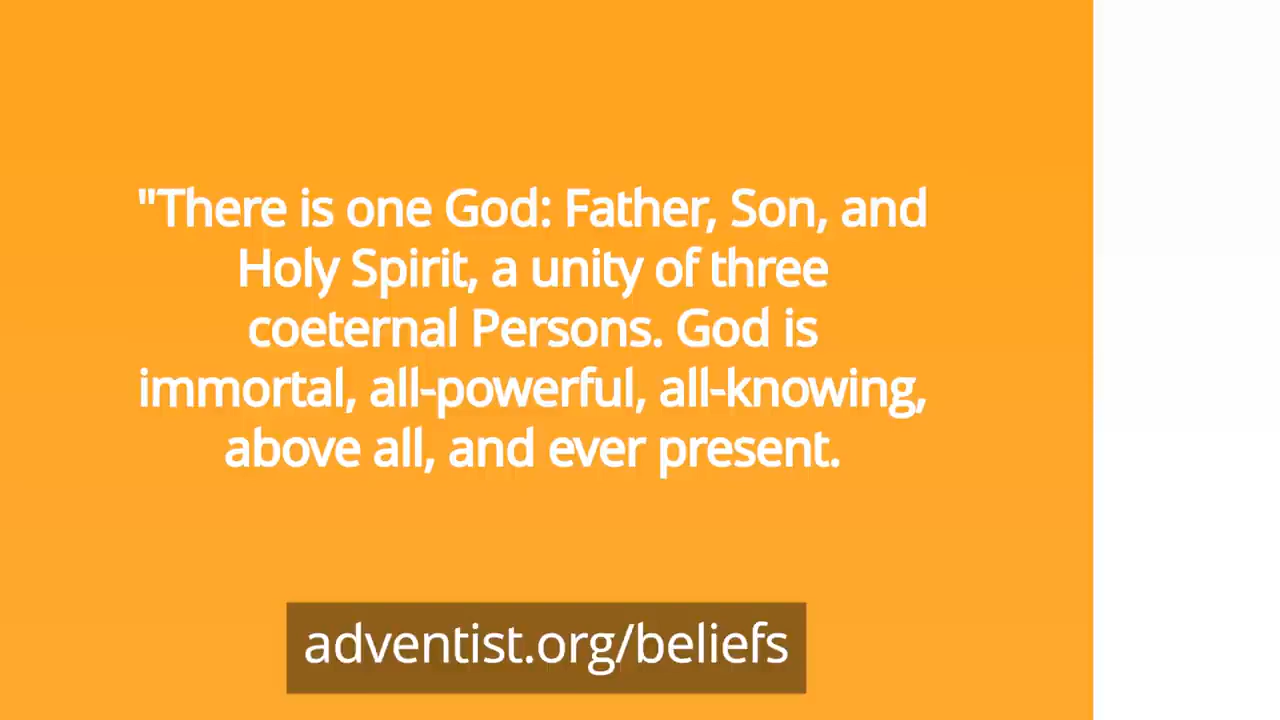 "There is one God: Father, Son, and
Holy Spirit, a unity of three
coeternal Persons. God is
immortal, all-powerful, all-knowing,
above all, and ever present.
adventist.org/beliefs